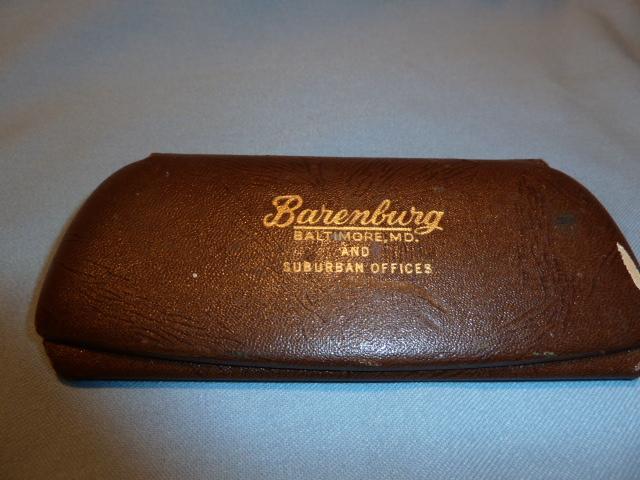 Barenburg
BALTIMORE, MD.
AND
SUBURBAN OFFICES